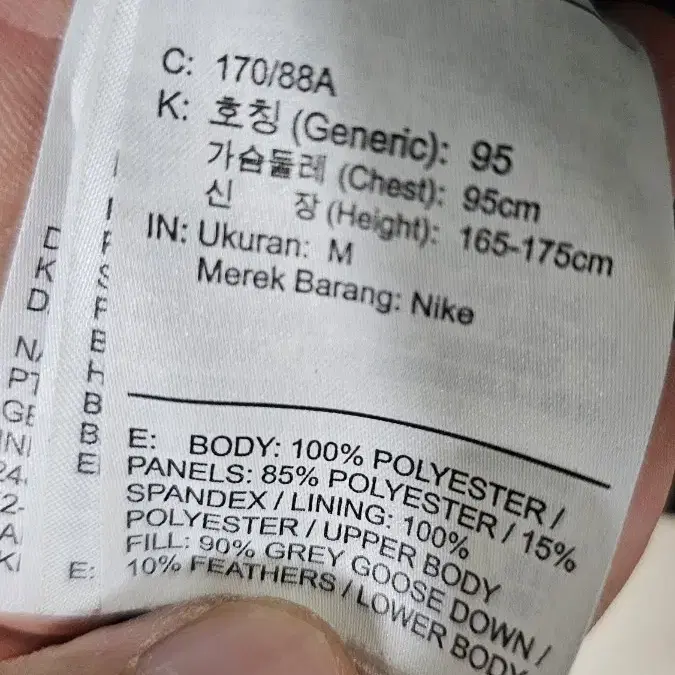 C: 170/88A
K: 호칭 (Generic): 95
가슴둘레 (Chest): 95cm
신 장 (Height): 165-175cm
IN: Ukuran: M
Merek Barang: Nike
E: BODY: 100% POLYESTER /
PANELS: 85% POLYESTER / 15%
SPANDEX / LINING: 100%
POLYESTER / UPPER BODY
FILL: 90% GREY GOOSE DOWN /
E: 10% FEATHERS / LOWER BODY